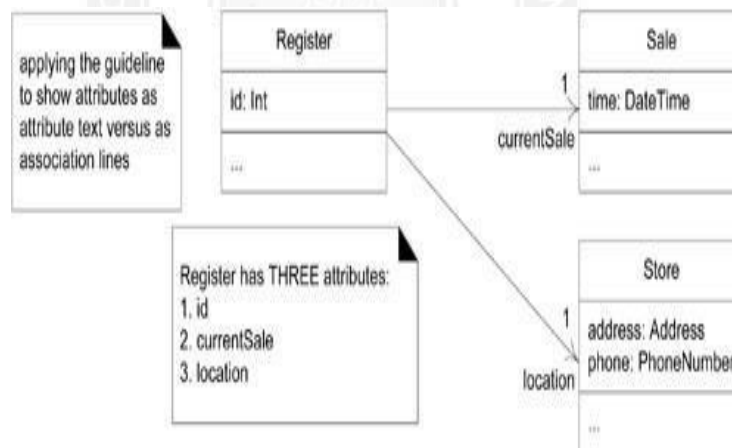 applying the guideline
to show attributes as
attribute text versus as
association lines
Register
id: Int
...
1
currentSale
Sale
time: DateTime
...
Register has THREE attributes:
1. id
2. currentSale
3. location
1
location
Store
address: Address
phone: PhoneNumber
...